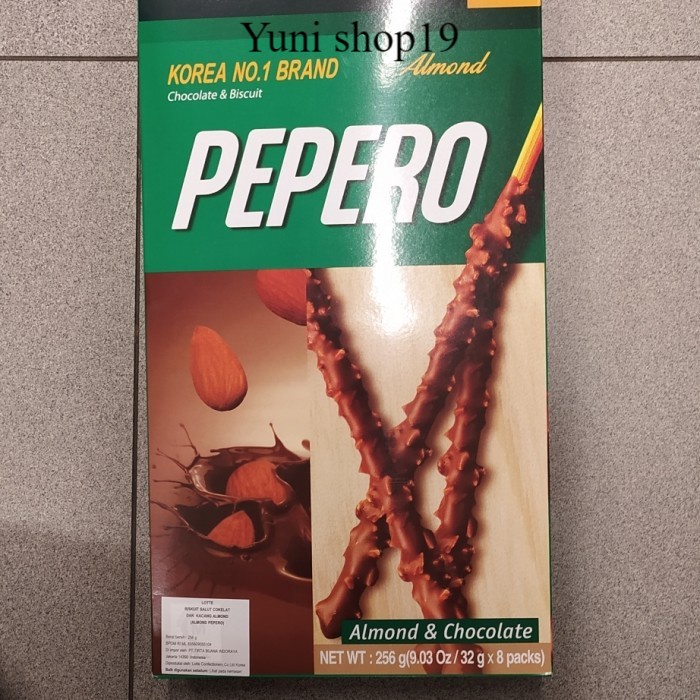 Yuni shop19
KOREA NO.1 BRAND
Almond
Chocolate & Biscuit
PEPERO
LOTTE
BISKUIT SALUT COKELAT
DAN KACANG ALMOND
(ALMOND PEPERO)
Almond & Chocolate
NET WT : 256 g(9.03 Oz / 32 g x 8 packs)